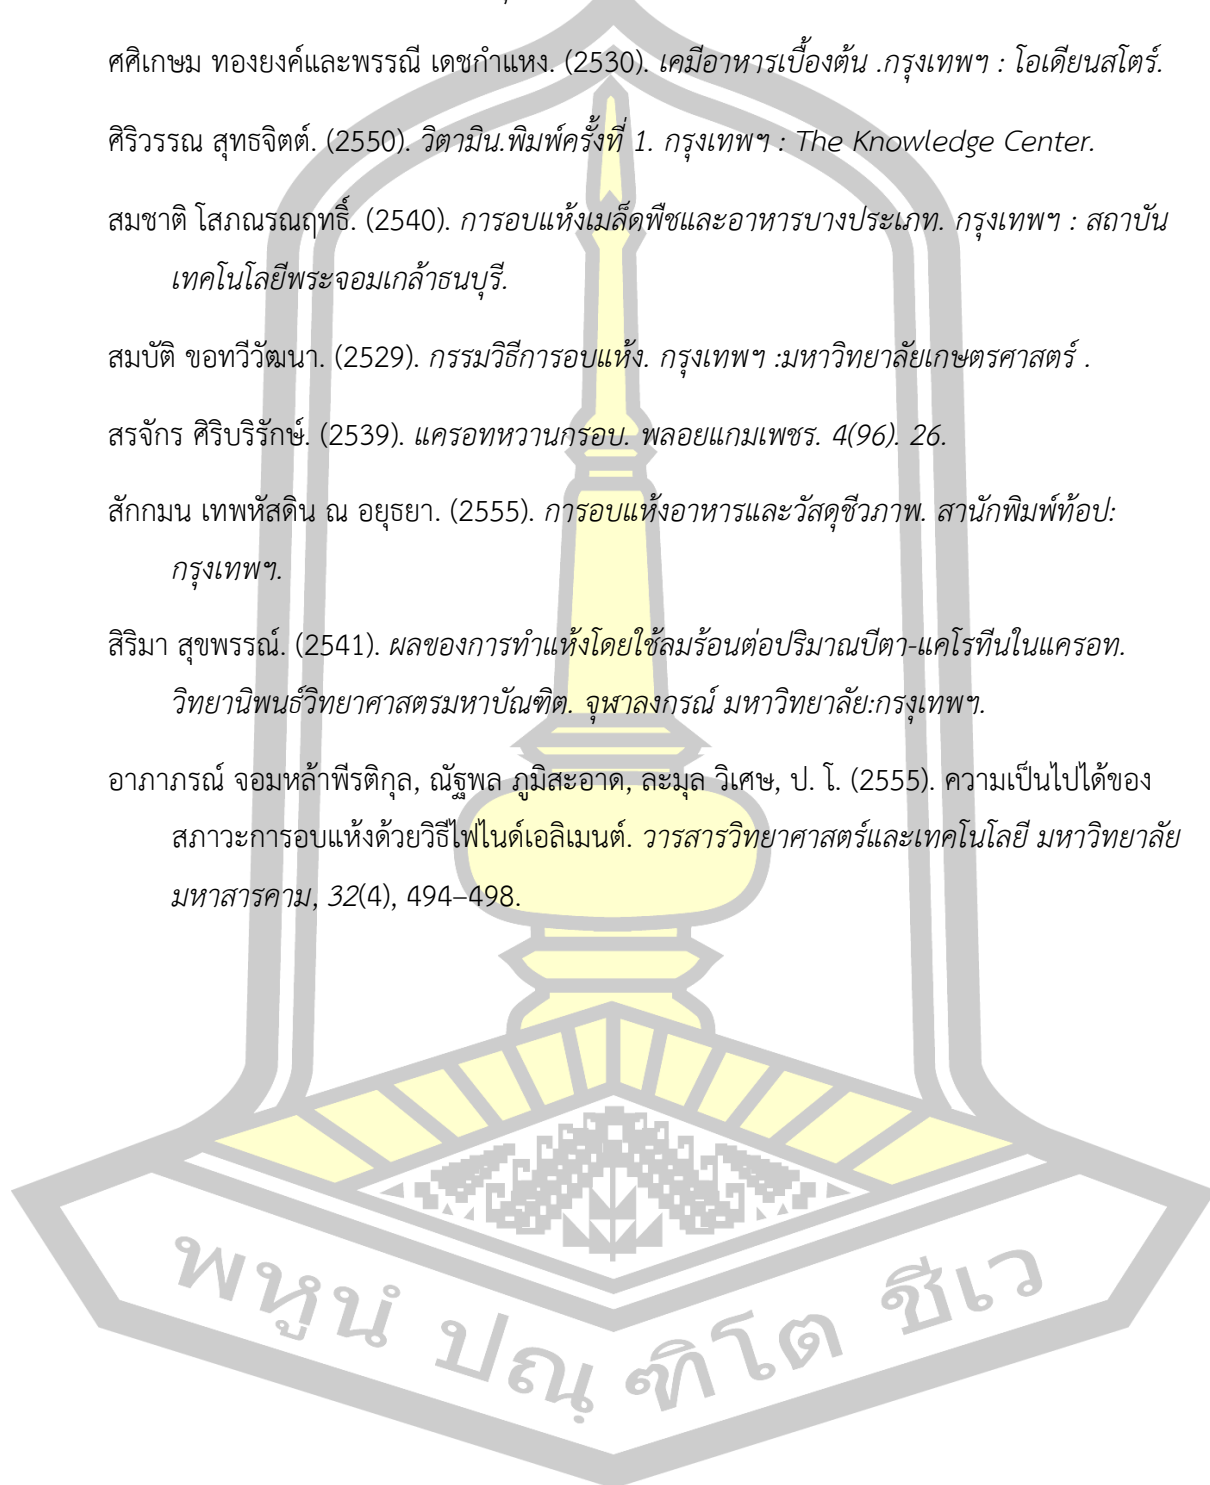 ศศิเกษม ทองยงค์และพรรณี เดชกำแหง. (2530). เคมีอาหารเบื้องต้น .กรุงเทพฯ : โอเดียนสโตร์.
ศิริวรรณ สุทธจิตต์. (2550). วิตามิน.พิมพ์ครั้งที่ 1. กรุงเทพฯ : The Knowledge Center.
สมชาติ โสภณรณฤทธิ์. (2540). การอบแห้งเมล็ดพืชและอาหารบางประเภท. กรุงเทพฯ : สถาบัน
เทคโนโลยีพระจอมเกล้าธนบุรี.
สมบัติ ขอทวีวัฒนา. (2529). กรรมวิธีการอบแห้ง. กรุงเทพฯ :มหาวิทยาลัยเกษตรศาสตร์ .
สรจักร ศิริบริรักษ์. (2539). แครอทหวานกรอบ. พลอยแกมเพชร. 4(96). 26.
สักกมน เทพหัสดิน ณ อยุธยา. (2555). การอบแห้งอาหารและวัสดุชีวภาพ. สานักพิมพ์ท้อป:
กรุงเทพฯ.
สิริมา สุขพรรณ์. (2541). ผลของการทำแห้งโดยใช้ลมร้อนต่อปริมาณบีตา-แคโรทีนในแครอท.
วิทยานิพนธ์วิทยาศาสตรมหาบัณฑิต. จุฬาลงกรณ์ มหาวิทยาลัย:กรงุเทพฯ.
อาภาภรณ์ จอมหล้าพีรติกุล, ณัฐพล ภูมิสะอาด, ละมุล วิเศษ, ป. โ. (2555). ความเป็นไปได้ของ
สภาวะการอบแห้งด้วยวิธีไฟไนต์เอลิเมนต์. วารสารวิทยาศาสตร์และเทคโนโลยี มหาวิทยาลัย
มหาสารคาม, 32(4), 494–498.
พหูนํ ปณฺ ฑิโต ชีเว